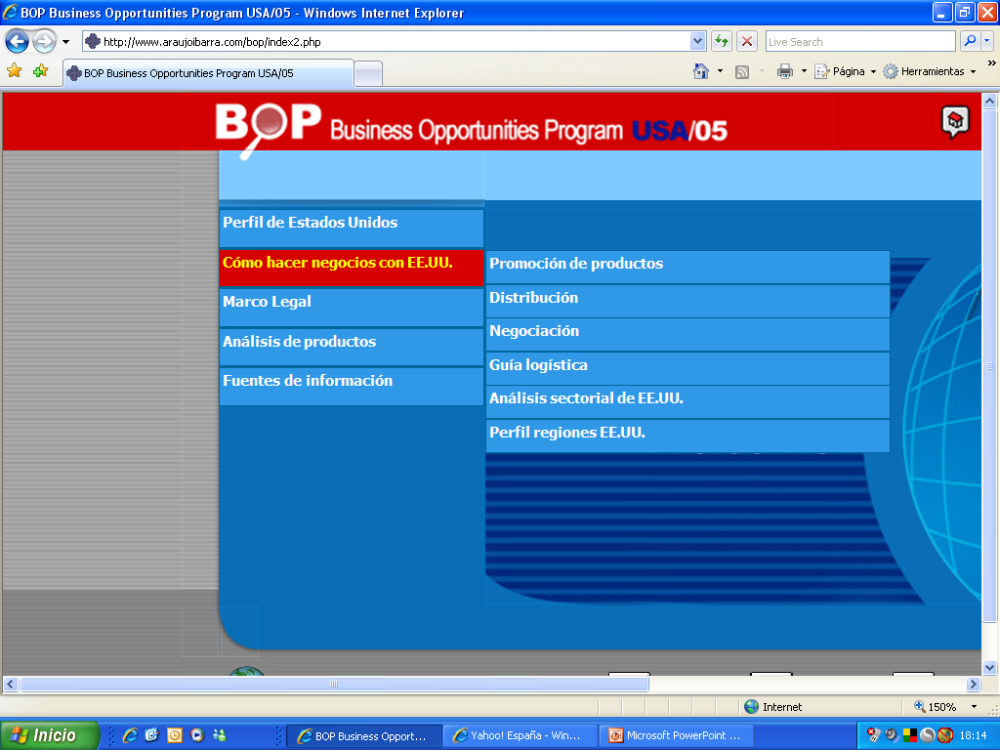 BOP Business Opportunities Program USA/05 - Windows Internet Explorer
http://www.araujoibarra.com/bop/index2.php
Live Search
BOP Business Opportunities Program USA/05
Página
Herramientas
BOP Business Opportunities Program USA/05
Perfil de Estados Unidos
Cómo hacer negocios con EE.UU.
Marco Legal
Análisis de productos
Fuentes de información
Promoción de productos
Distribución
Negociación
Guía logística
Análisis sectorial de EE.UU.
Perfil regiones EE.UU.
Internet
150%
Inicio
BOP Business Opport...
Yahoo! España - Win...
Microsoft PowerPoint ...
18:14